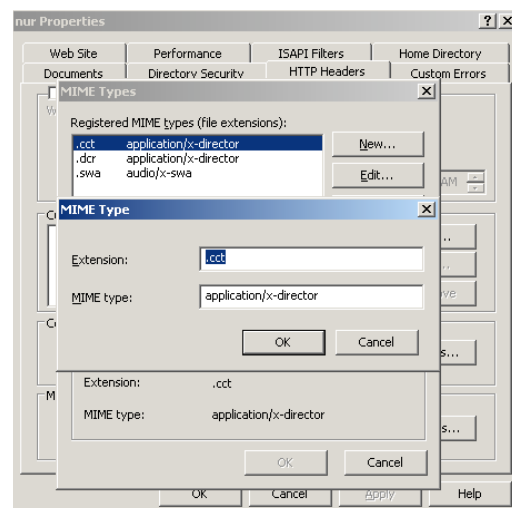 nur Properties
Web Site Performance ISAPI Filters Home Directory
Documents Directory Security HTTP Headers Custom Errors
MIME Types
Registered MIME types (file extensions):
.cct application/x-director
.dcr application/x-director
.swa audio/x-swa
New...
Edit...
AM
MIME Type
Extension: .cct
MIME type: application/x-director
OK Cancel
Extension: .cct
MIME type: application/x-director
OK Cancel
OK Cancel Apply Help